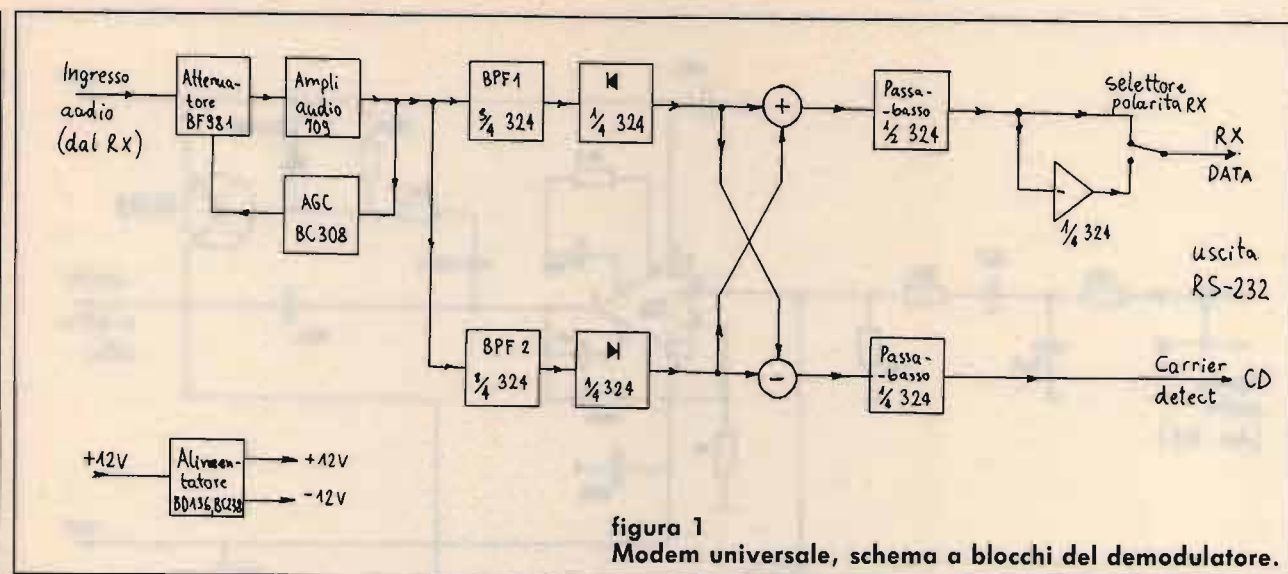 Ingresso
audio
(dal RX)
Attenua-
tore
BF981
Ampli
audio
709
AGC
BC308
BPF1
3/4 324
1/4 324
+
Passa-
-basso
1/2 324
selettore
polarita RX
RX
DATA
-
1/4 324
uscita
RS-232
BPF 2
3/4 324
1/4 324
-
Passa-
-basso
1/4 324
Carrier
detect
CD
+12V
Alimen-
tatore
BD136, BC238
+12V
-12V
figura 1
Modem universale, schema a blocchi del demodulatore.